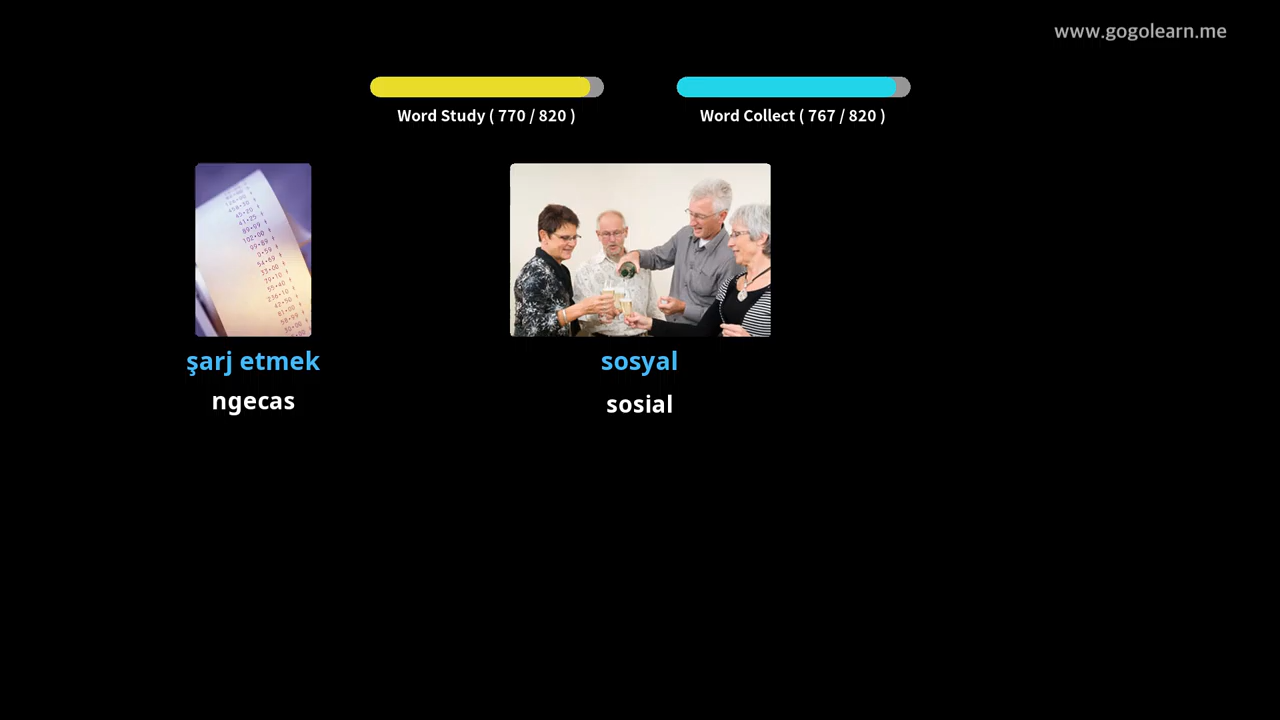 www.gogolearn.me
Word Study ( 770 / 820 )
Word Collect ( 767 / 820 )
şarj etmek
sosyal
ngecas
sosial